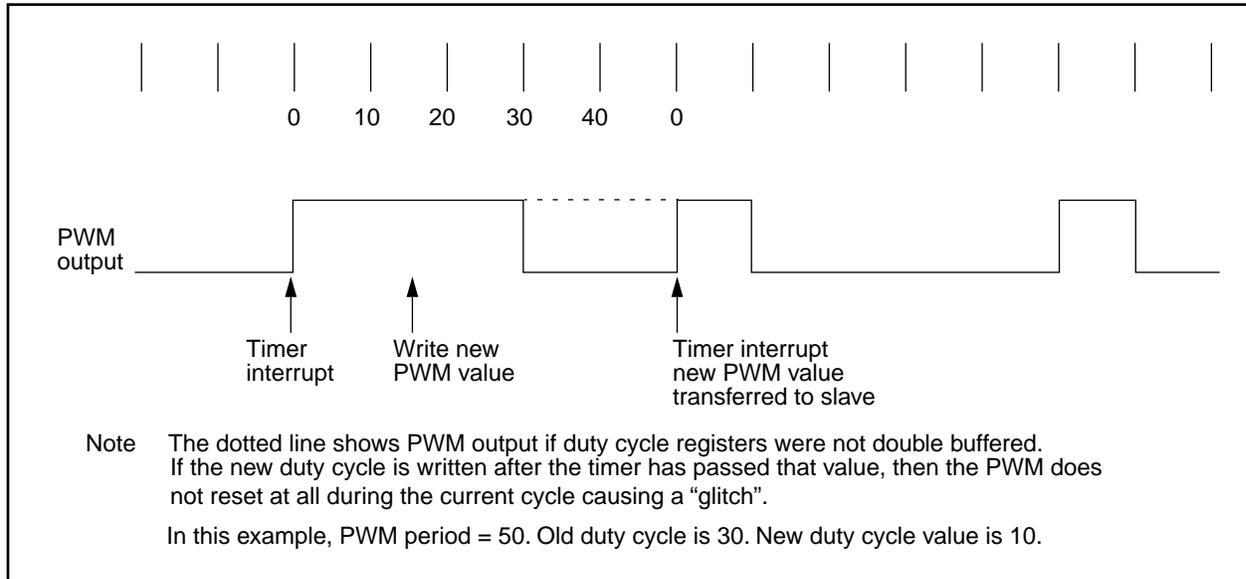 0 10 20 30 40 0
PWM
output
Timer
interrupt
Write new
PWM value
Timer interrupt
new PWM value
transferred to slave
Note The dotted line shows PWM output if duty cycle registers were not double buffered.
If the new duty cycle is written after the timer has passed that value, then the PWM does
not reset at all during the current cycle causing a “glitch”.
In this example, PWM period = 50. Old duty cycle is 30. New duty cycle value is 10.